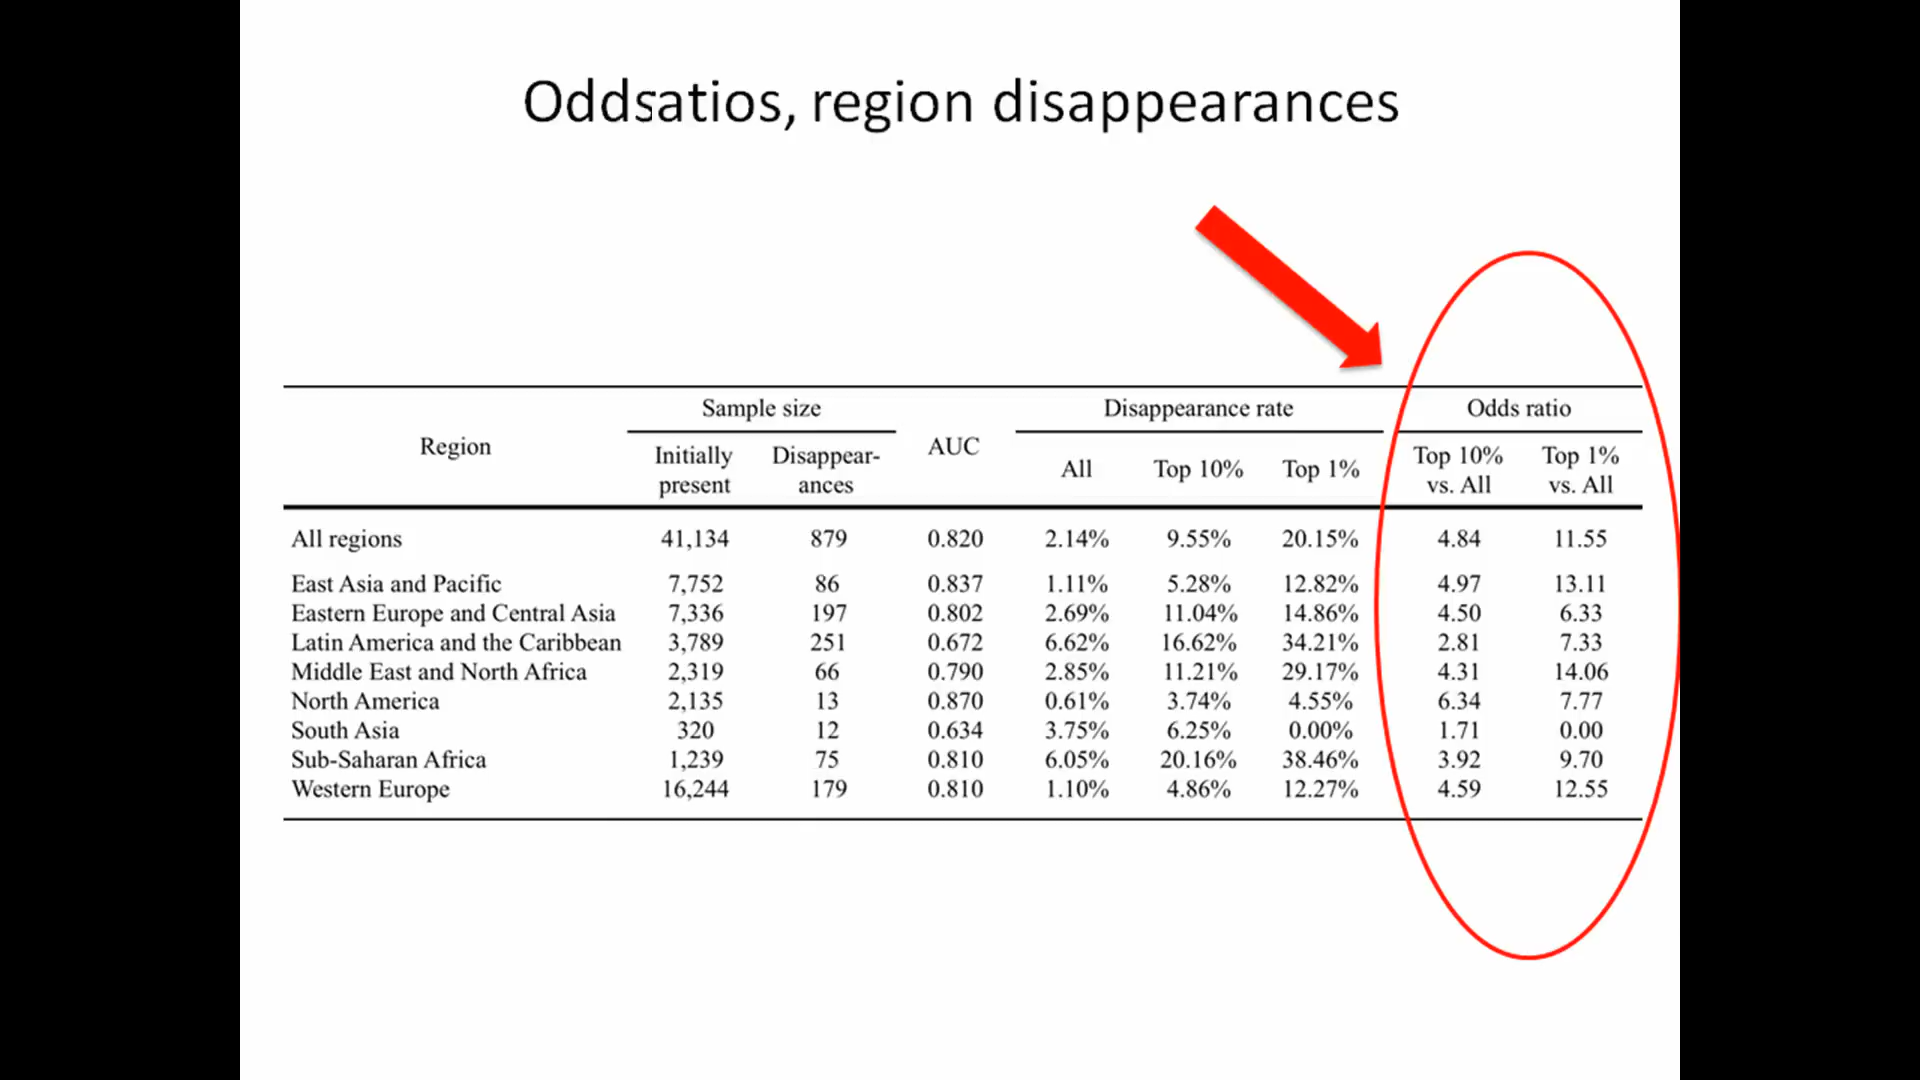 Oddsatios, region disappearances
Region Sample size AUC Disappearance rate Odds ratio
Initially present Disappear-ances All Top 10% Top 1% Top 10% vs. All Top 1% vs. All
All regions 41,134 879 0.820 2.14% 9.55% 20.15% 4.84 11.55
East Asia and Pacific 7,752 86 0.837 1.11% 5.28% 12.82% 4.97 13.11
Eastern Europe and Central Asia 7,336 197 0.802 2.69% 11.04% 14.86% 4.50 6.33
Latin America and the Caribbean 3,789 251 0.672 6.62% 16.62% 34.21% 2.81 7.33
Middle East and North Africa 2,319 66 0.790 2.85% 11.21% 29.17% 4.31 14.06
North America 2,135 13 0.870 0.61% 3.74% 4.55% 6.34 7.77
South Asia 320 12 0.634 3.75% 6.25% 0.00% 1.71 0.00
Sub-Saharan Africa 1,239 75 0.810 6.05% 20.16% 38.46% 3.92 9.70
Western Europe 16,244 179 0.810 1.10% 4.86% 12.27% 4.59 12.55